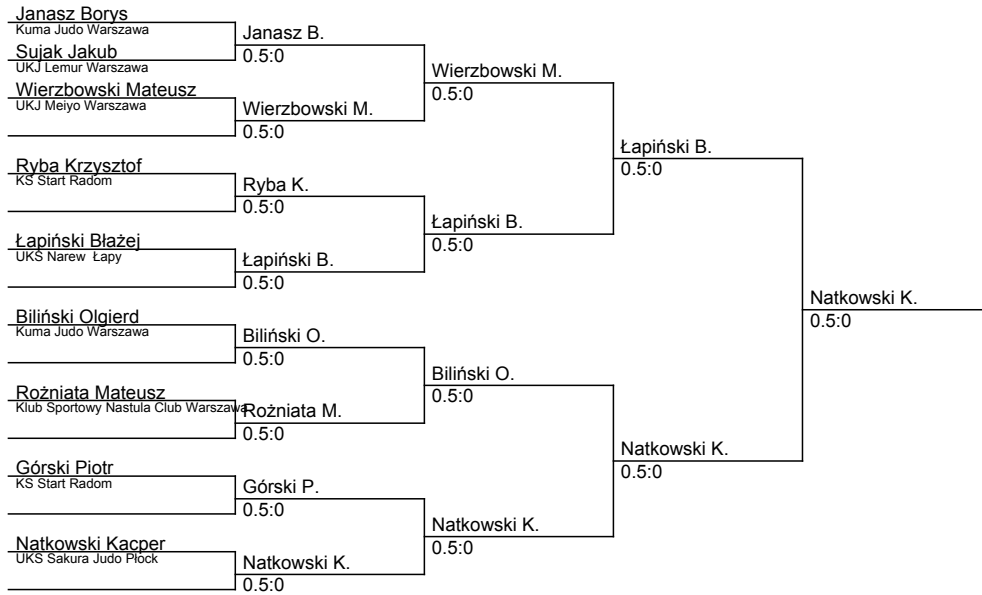 Janasz Borys
Kuma Judo Warszawa
Janasz B.
0.5:0
Sujak Jakub
UKJ Lemur Warszawa
Wierzbowski M.
0.5:0
Wierzbowski Mateusz
UKJ Meiyo Warszawa
Wierzbowski M.
0.5:0
Łapiński B.
0.5:0
Ryba Krzysztof
KS Start Radom
Ryba K.
0.5:0
Łapiński B.
0.5:0
Łapiński Błażej
UKS Narew Łapy
Łapiński B.
0.5:0
Natkowski K.
0.5:0
Biliński Olgierd
Kuma Judo Warszawa
Biliński O.
0.5:0
Biliński O.
0.5:0
Rożniata Mateusz
Klub Sportowy Nastula Club Warszawa
Rożniata M.
0.5:0
Natkowski K.
0.5:0
Górski Piotr
KS Start Radom
Górski P.
0.5:0
Natkowski K.
0.5:0
Natkowski Kacper
UKS Sakura Judo Płock
Natkowski K.
0.5:0